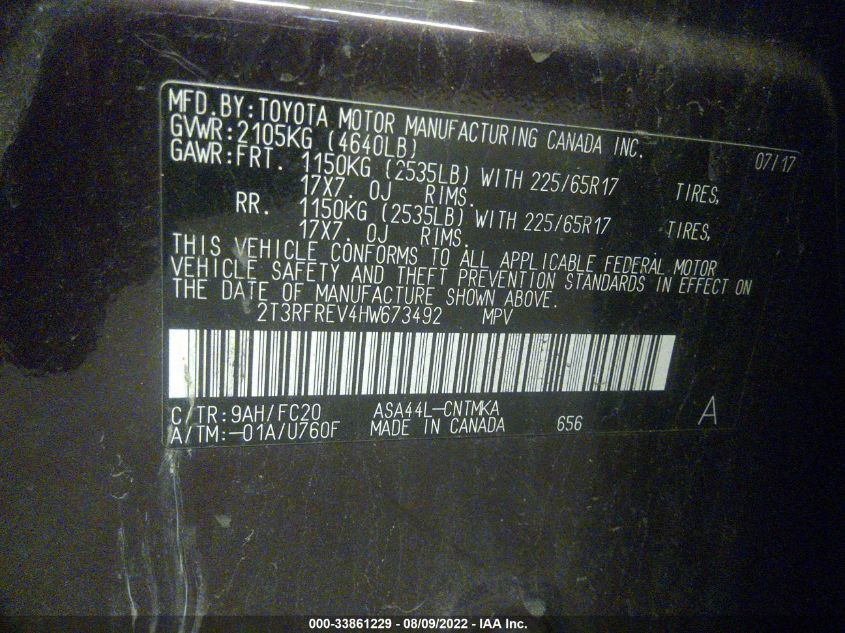 MFD. BY: TOYOTA MOTOR MANUFACTURING CANADA INC. 07/17
GVWR: 2105KG (4640LB)
GAWR: FRT. 1150KG (2535LB) WITH 225/65R17 TIRES,
17X7. 0J RIMS.
RR. 1150KG (2535LB) WITH 225/65R17 TIRES,
17X7. 0J RIMS.
THIS VEHICLE CONFORMS TO ALL APPLICABLE FEDERAL MOTOR
VEHICLE SAFETY AND THEFT PREVENTION STANDARDS IN EFFECT ON
THE DATE OF MANUFACTURE SHOWN ABOVE.
2T3RFREV4HW673492 MPV
C/TR: 9AH/FC20 ASA44L-CNTMKA
A/TM: -01A/U760F MADE IN CANADA 656 A
000-33861229 - 08/09/2022 - IAA Inc.